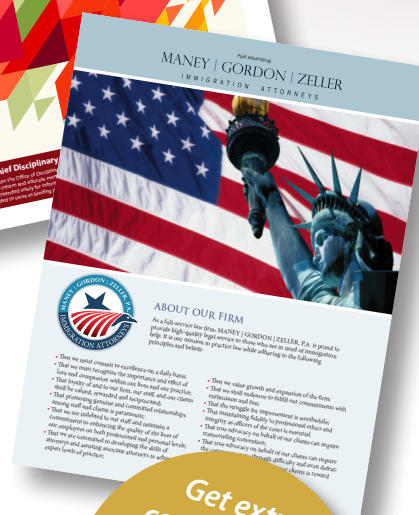 Chief Disciplinary
Paid Advertising
MANEY | GORDON | ZELLER
IMMIGRATION ATTORNEYS
MANEY | GORDON | ZELLER, P.A.
IMMIGRATION ATTORNEYS
ABOUT OUR FIRM
As a full-service law firm, MANEY | GORDON | ZELLER, P.A. is proud to
provide high-quality legal service to those who are in need of immigration
help. It is our mission to practice law while adhering to the following
principles and beliefs:
• That we must commit to excellence on a daily basis;
• That we must recognize the importance and effect of
love and compassion within our lives and our practice;
• That loyalty of and to our firm, our staff, and our clients
shall be valued, rewarded and reciprocated;
• That promoting genuine and committed relationships
among staff and clients is paramount;
• That we are indebted to our staff and maintain a
commitment to enhancing the quality of the lives of
our employees on both professional and personal levels;
• That we are committed to developing the skills of
attorneys and assisting associate attorneys to
expert levels of practice;
• That we value growth and expansion of the firm;
• That we shall endeavor to fulfill our commitments with
enthusiasm and fun;
• That the struggle for improvement is worthwhile;
• That maintaining fidelity to professional ethics and
integrity as officers of the court is essential;
• That true advocacy on behalf of our clients can require
transcending convention;
• That true advocacy on behalf of our clients can require
through difficulty and even defeat;
our clients is reward
Get